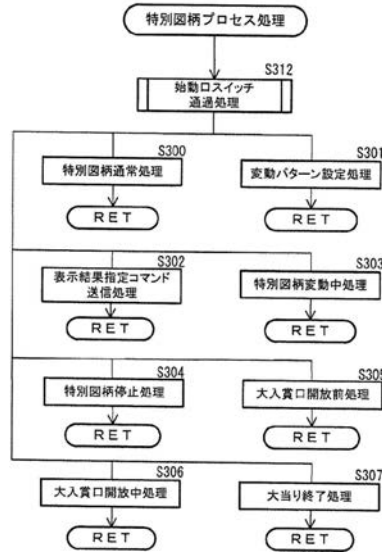 特別図柄プロセス処理
S312
始動口スイッチ
通過処理
S300
特別図柄通常処理
RET
S301
変動パターン設定処理
RET
S302
表示結果指定コマンド
送信処理
RET
S303
特別図柄変動中処理
RET
S304
特別図柄停止処理
RET
S305
大入賞口開放前処理
RET
S306
大入賞口開放中処理
RET
S307
大当り終了処理
RET